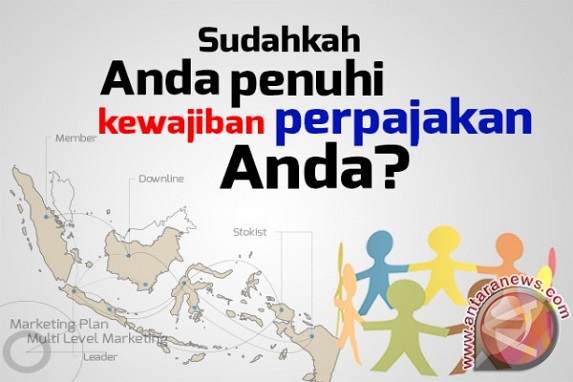 Sudahkah
Anda penuhi
kewajiban perpajakan
Anda?
Member
Downline
Stokist
Marketing Plan
Multi Level Marketing
Leader
www.antaranews.com